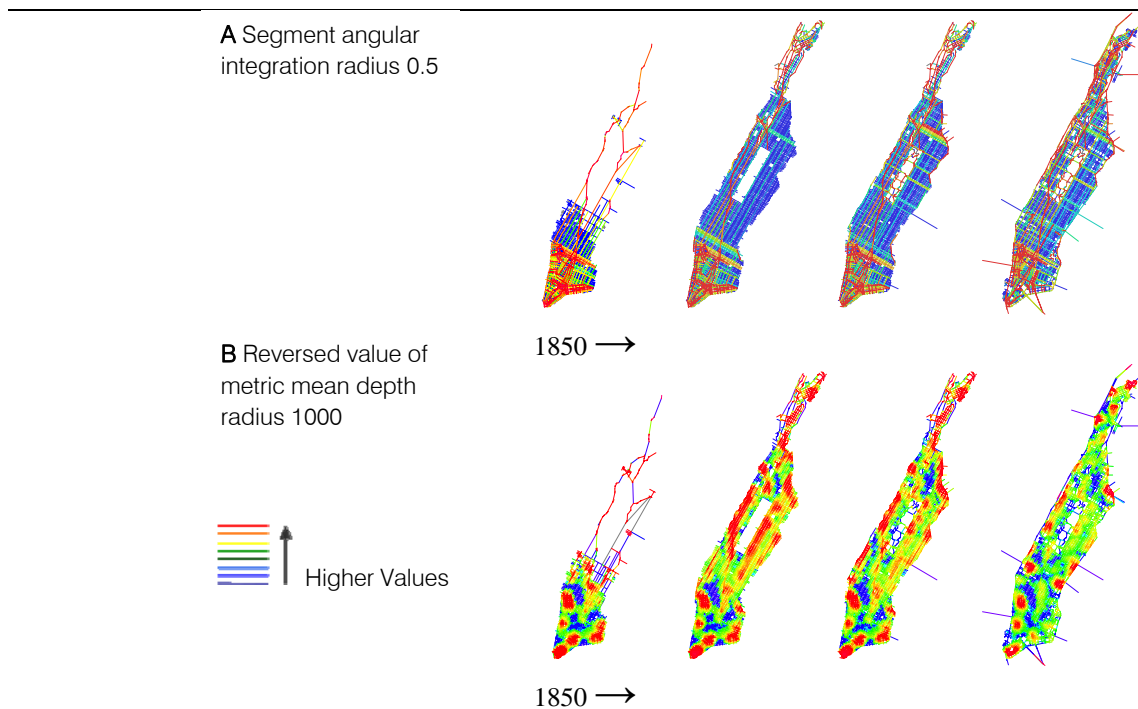 A Segment angular
integration radius 0.5
1850 →
B Reversed value of
metric mean depth
radius 1000
Higher Values
1850 →